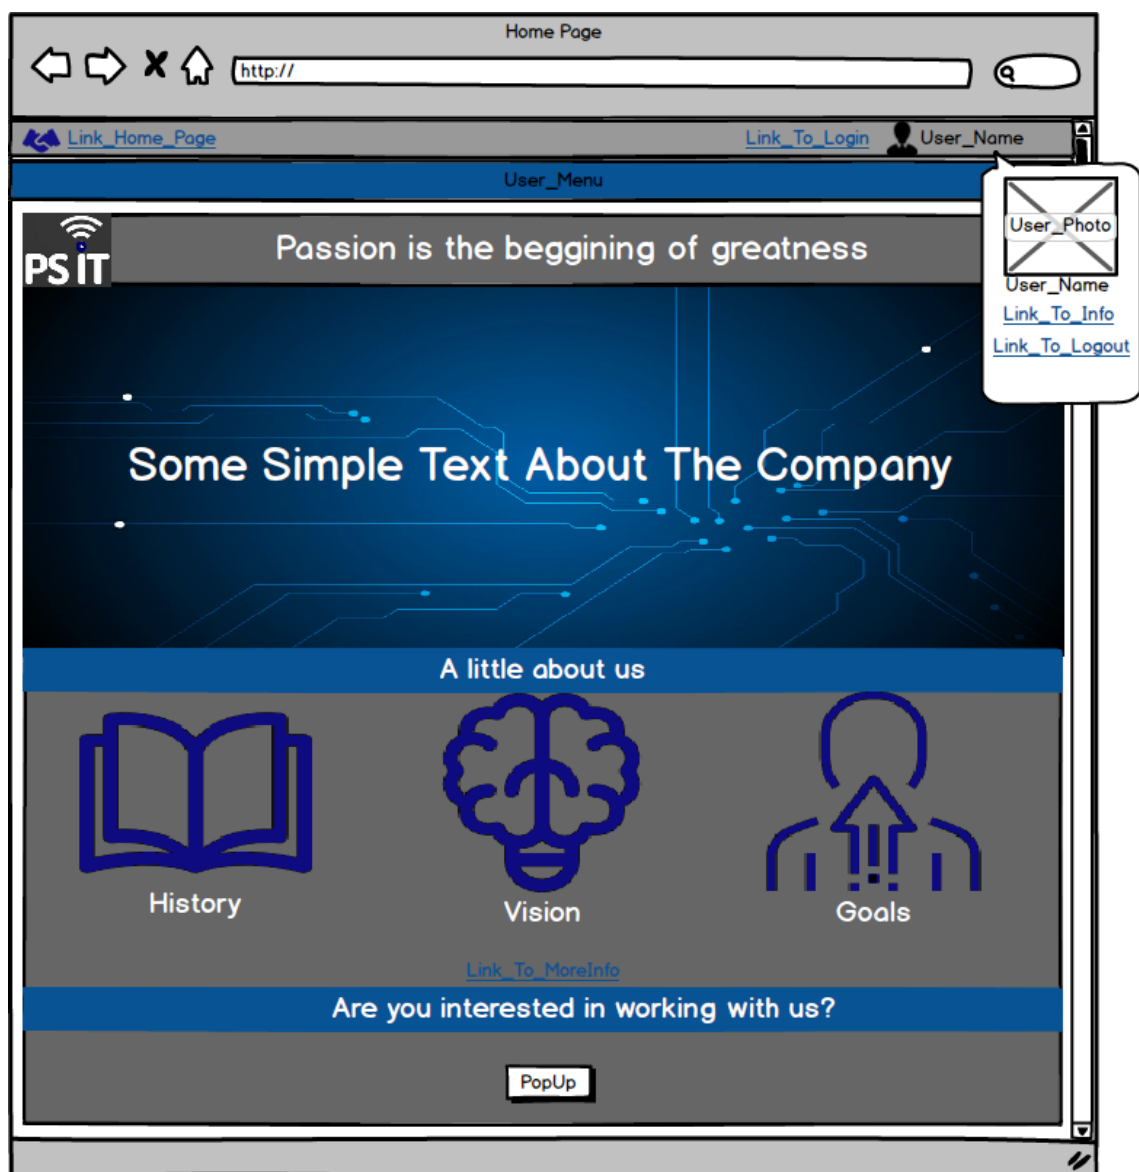 Home Page
http://
Link_Home_Page
Link_To_Login
User_Name
User_Menu
User_Photo
User_Name
Link_To_Info
Link_To_Logout
PS iT
Passion is the beggining of greatness
Some Simple Text About The Company
A little about us
History
Vision
Goals
Link_To_MoreInfo
Are you interested in working with us?
PopUp